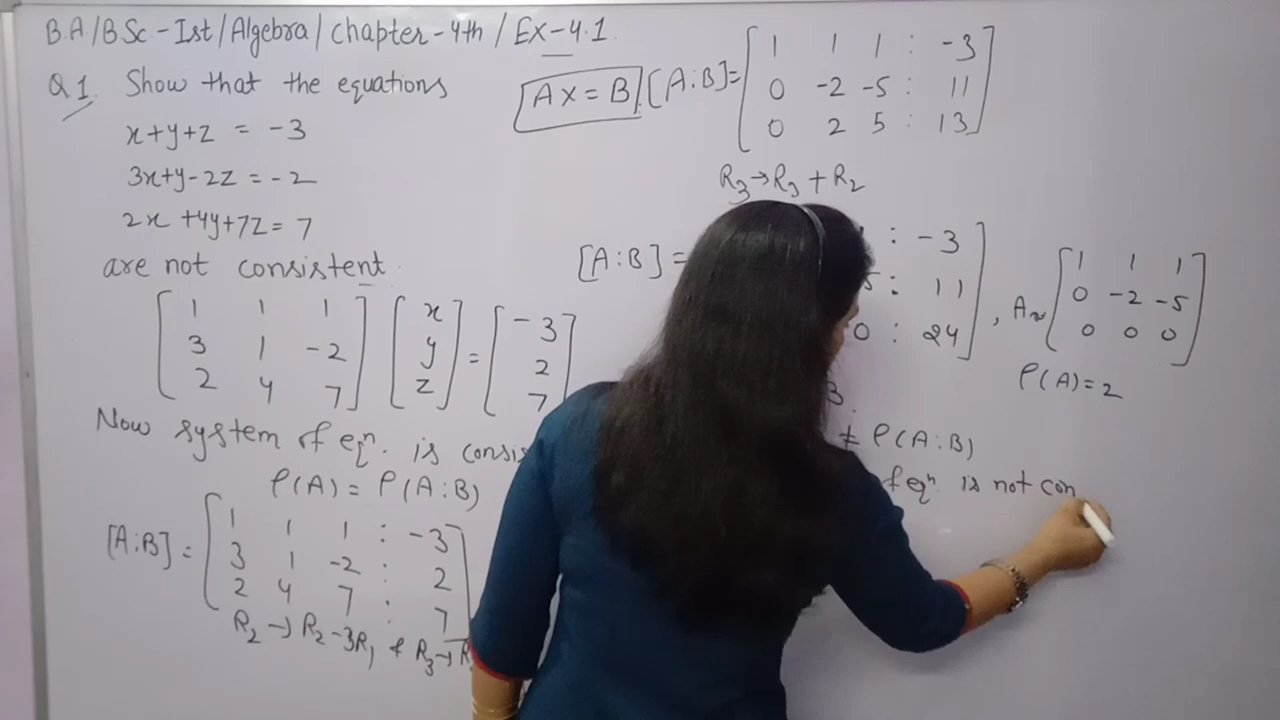 B.A/BSc-Ist/Algebra/chapter-4th/Ex-4.1
Q1. Show that the equations
x+y+z = -3
3x+y-2z = -2
2x+4y+7z = 7
are not consistent.
[1 1 1] [x] = [-3]
[3 1 -2] [y] [2]
[2 4 7] [z] [7]
Now system of eqn. is consis
ρ(A) = ρ(A:B)
[A:B] = [1 1 1 : -3]
[3 1 -2 : 2]
[2 4 7 : 7]
R2→R2-3R1 & R3→R
AX = B
[A:B] = [1 1 1 : -3]
[0 -2 -5 : 11]
[0 2 5 : 13]
R3→R3+R2
[A:B] = : -3]
5 : 11]
0 : 24]
, A~ [1 1 1]
[0 -2 -5]
[0 0 0]
ρ(A)=2
3.
≠ ρ(A:B)
f eqn. is not con